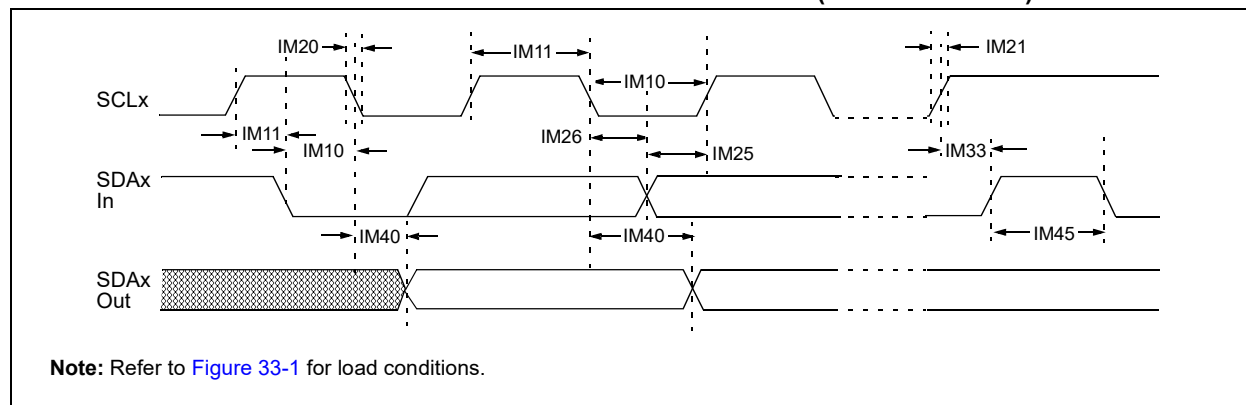 IM20
IM11
IM21
IM10
SCLx
IM11
IM26
IM10
IM25
IM33
SDAx
In
IM40
IM40
IM45
SDAx
Out
Note: Refer to Figure 33-1 for load conditions.